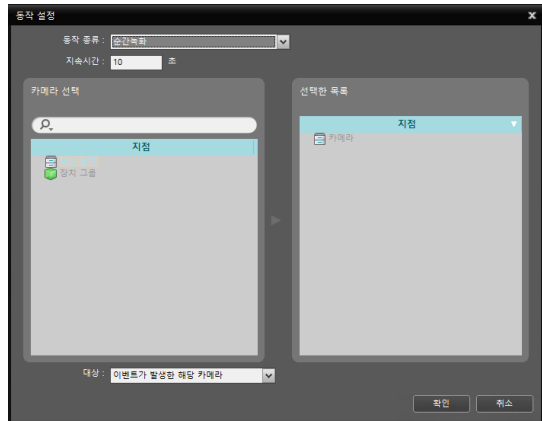 동작 설정
동작 종류 : 순간녹화
지속시간 : 10 초
카메라 선택
선택한 목록
지점
지점
카메라
장치 그룹
대상 : 이벤트가 발생한 해당 카메라
확인
취소